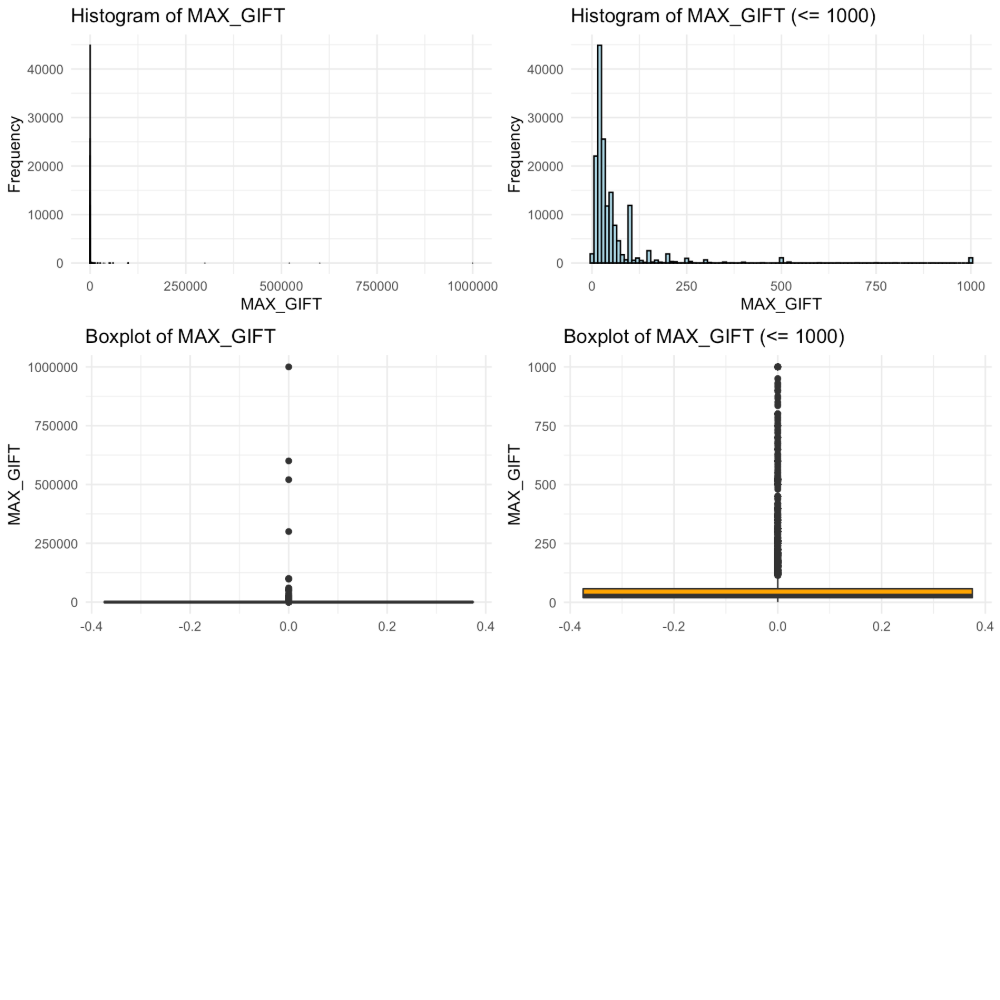 Histogram of MAX_GIFT
Frequency
40000
30000
20000
10000
0
0 250000 500000 750000 1000000
MAX_GIFT
Histogram of MAX_GIFT (<= 1000)
Frequency
40000
30000
20000
10000
0
0 250 500 750 1000
MAX_GIFT
Boxplot of MAX_GIFT
MAX_GIFT
1000000
750000
500000
250000
0
-0.4 -0.2 0.0 0.2 0.4
Boxplot of MAX_GIFT (<= 1000)
MAX_GIFT
1000
750
500
250
0
-0.4 -0.2 0.0 0.2 0.4